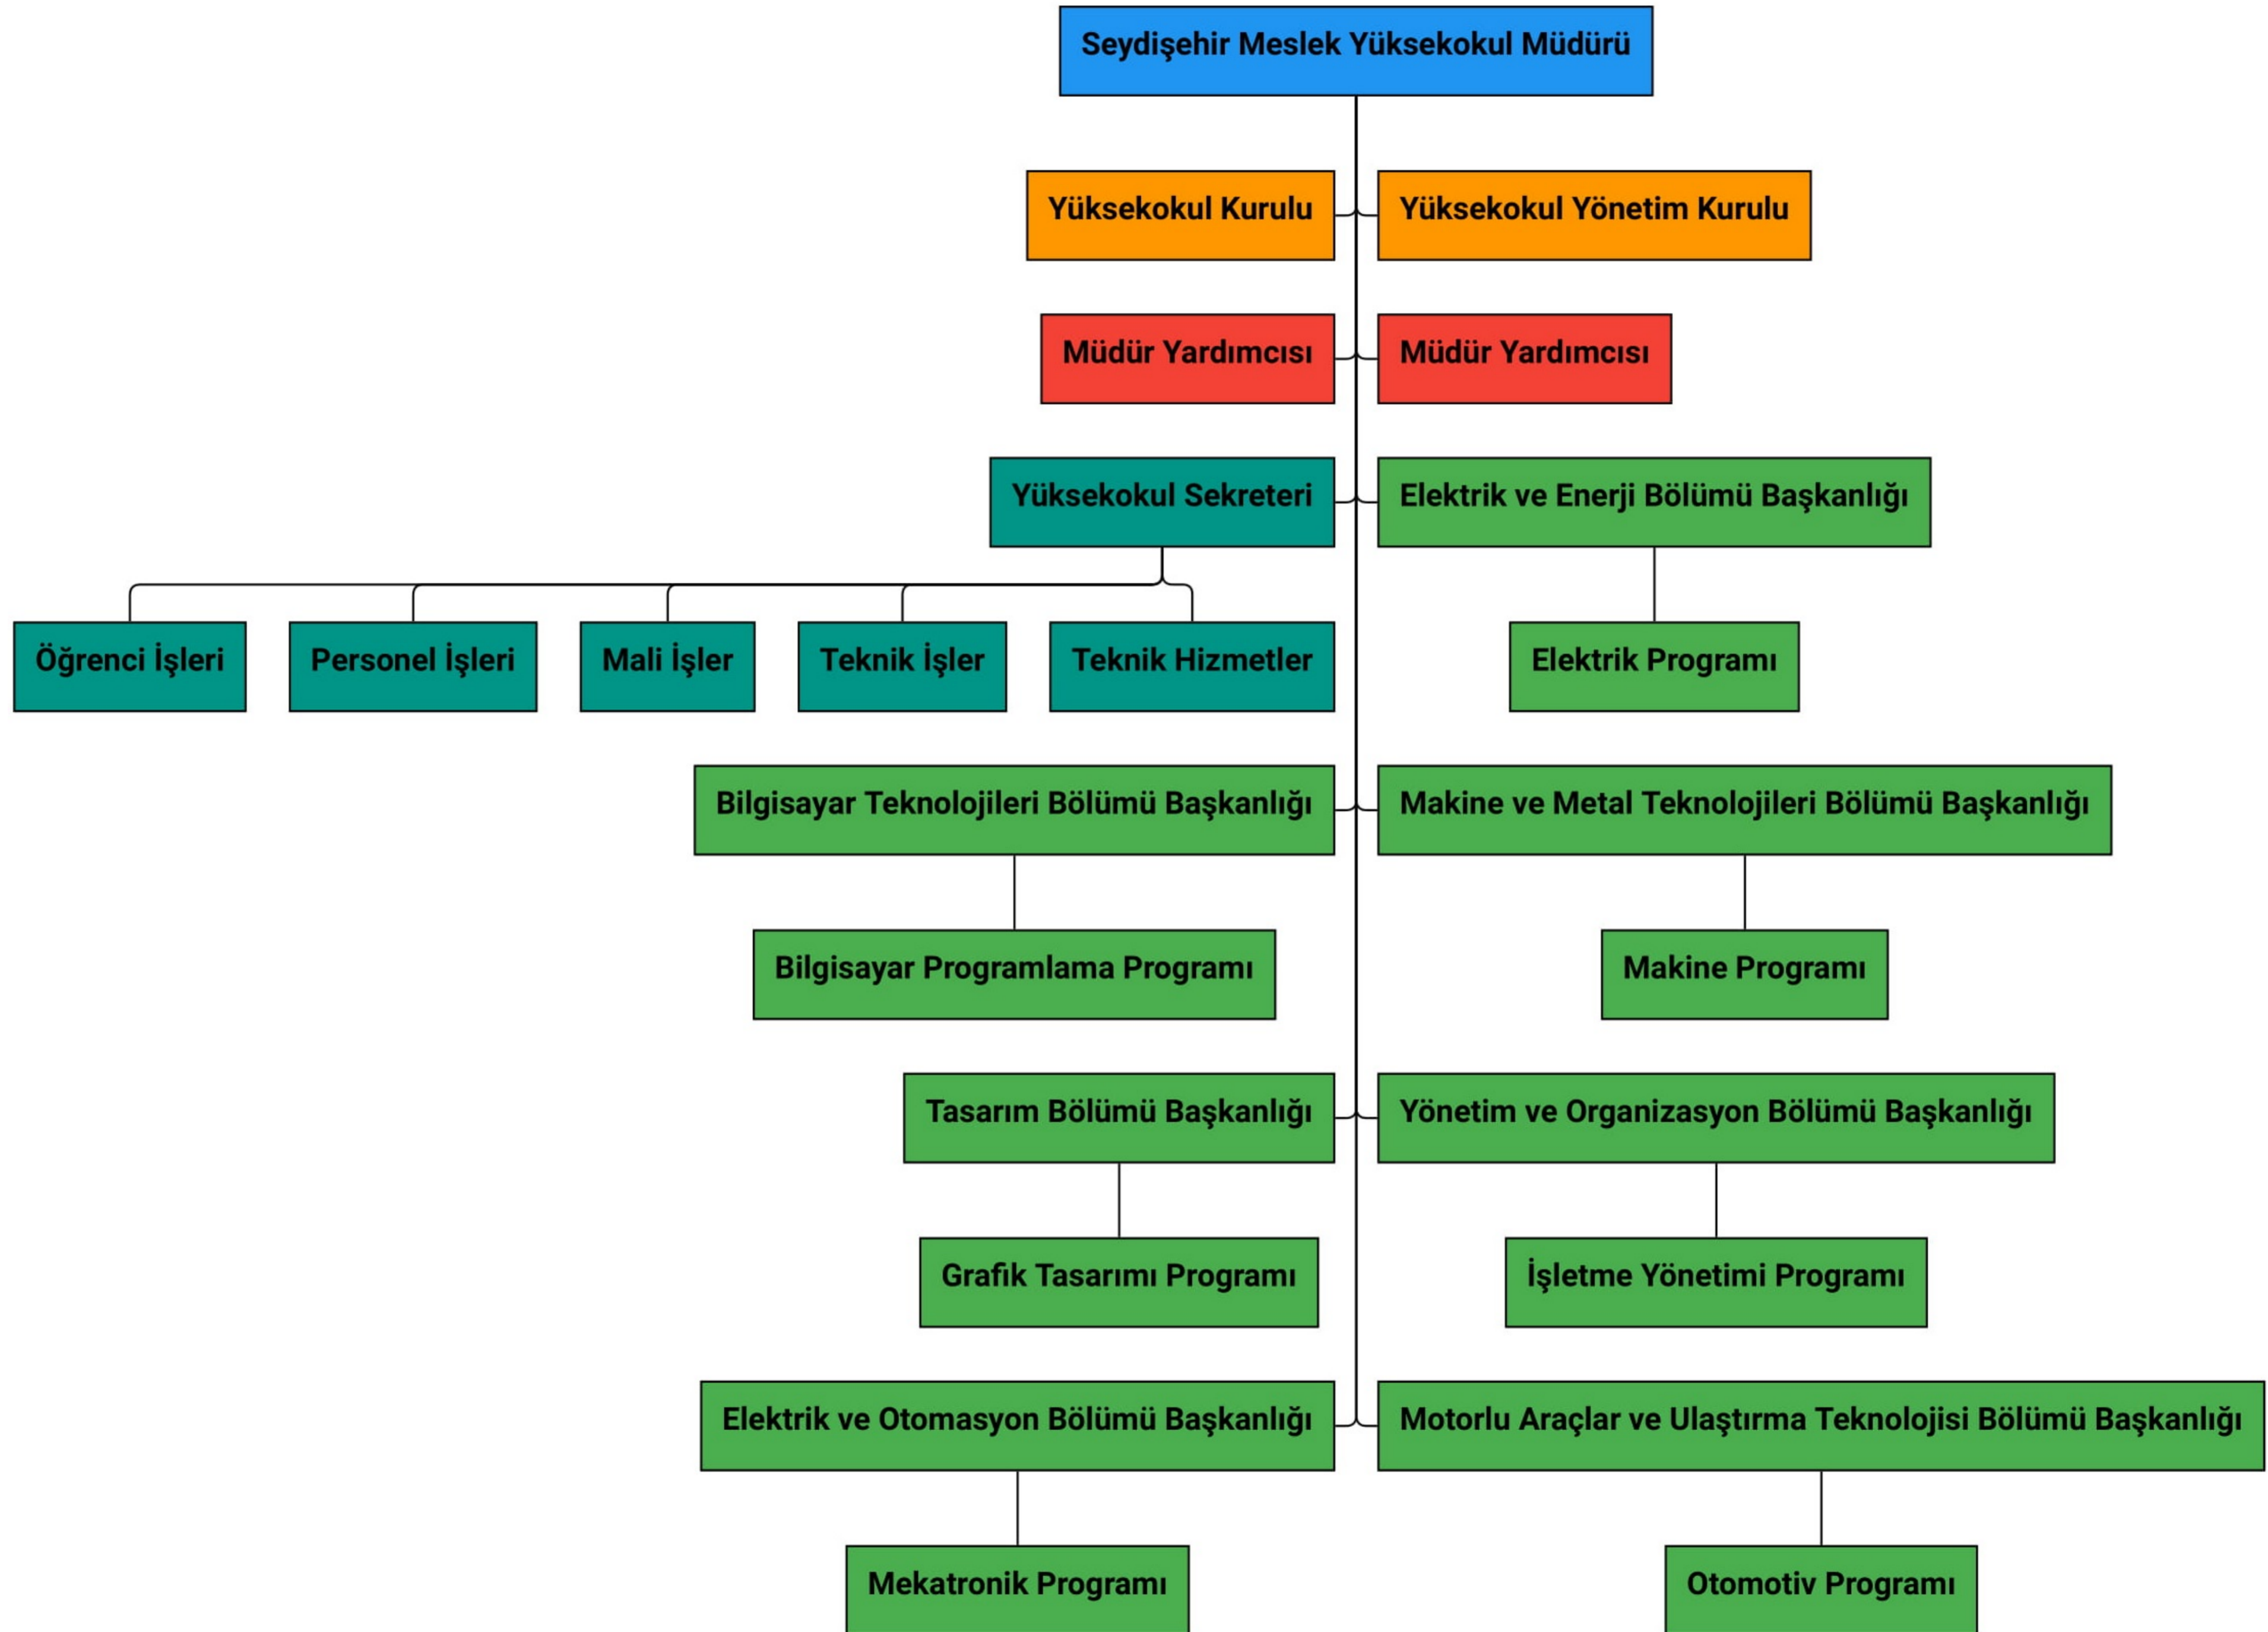 Seydişehir Meslek Yüksekokul Müdürü
Yüksekokul Kurulu
Yüksekokul Yönetim Kurulu
Müdür Yardımcısı
Müdür Yardımcısı
Yüksekokul Sekreteri
Elektrik ve Enerji Bölümü Başkanlığı
Öğrenci İşleri
Personel İşleri
Mali İşler
Teknik İşler
Teknik Hizmetler
Elektrik Programı
Bilgisayar Teknolojileri Bölümü Başkanlığı
Makine ve Metal Teknolojileri Bölümü Başkanlığı
Bilgisayar Programlama Programı
Makine Programı
Tasarım Bölümü Başkanlığı
Yönetim ve Organizasyon Bölümü Başkanlığı
Grafik Tasarımı Programı
İşletme Yönetimi Programı
Elektrik ve Otomasyon Bölümü Başkanlığı
Motorlu Araçlar ve Ulaştırma Teknolojisi Bölümü Başkanlığı
Mekatronik Programı
Otomotiv Programı